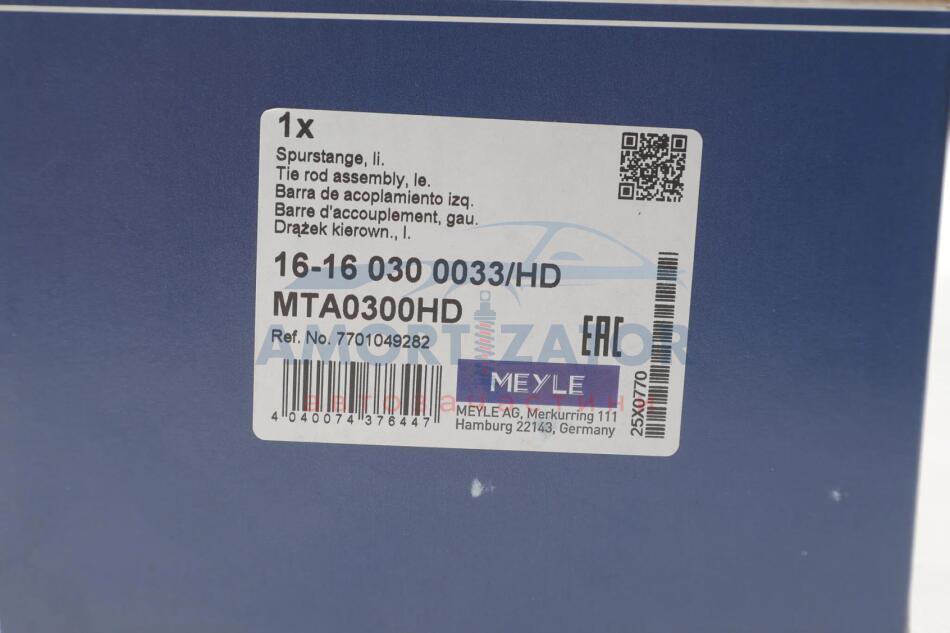 1x
Spurstange, li.
Tie rod assembly, le.
Barra de acoplamiento izq.
Barre d'accouplement, gau.
Drążek kierown., l.
16-16 030 0033/HD
MTA0300HD
Ref. No. 7701049282
EAC
AMORTIZATOR
автозапчастини
MEYLE
4 040074 376447
MEYLE AG, Merkurring 111
Hamburg 22143, Germany
25X0770